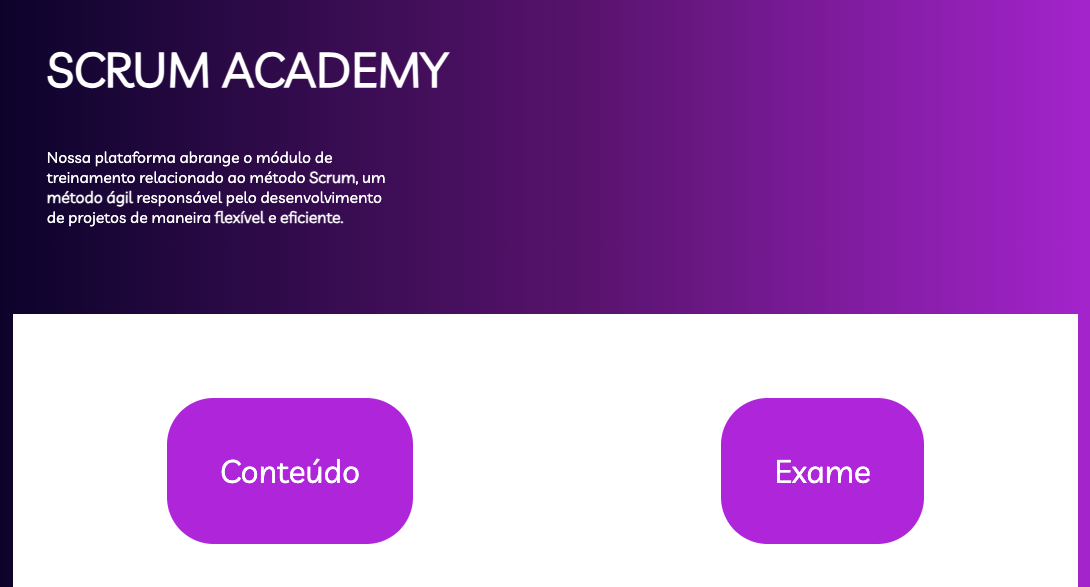 SCRUM ACADEMY
Nossa plataforma abrange o módulo de
treinamento relacionado ao método Scrum, um
método ágil responsável pelo desenvolvimento
de projetos de maneira flexível e eficiente.
Conteúdo
Exame